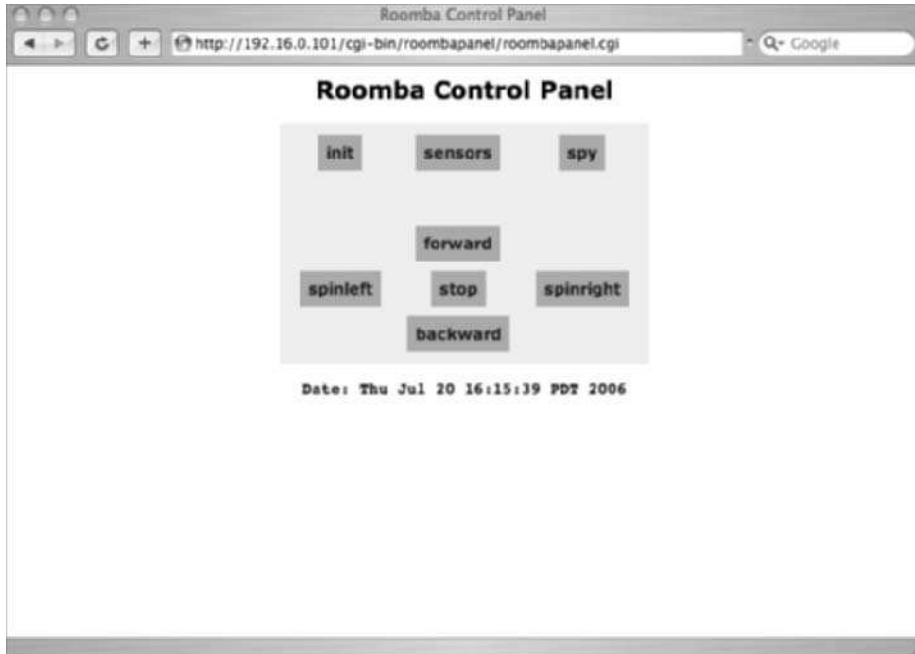 Roomba Control Panel
http://192.16.0.101/cgi-bin/roombapanel/roombapanel.cgi
Google
Roomba Control Panel
init sensors spy
forward
spinleft stop spinright
backward
Date: Thu Jul 20 16:15:39 PDT 2006